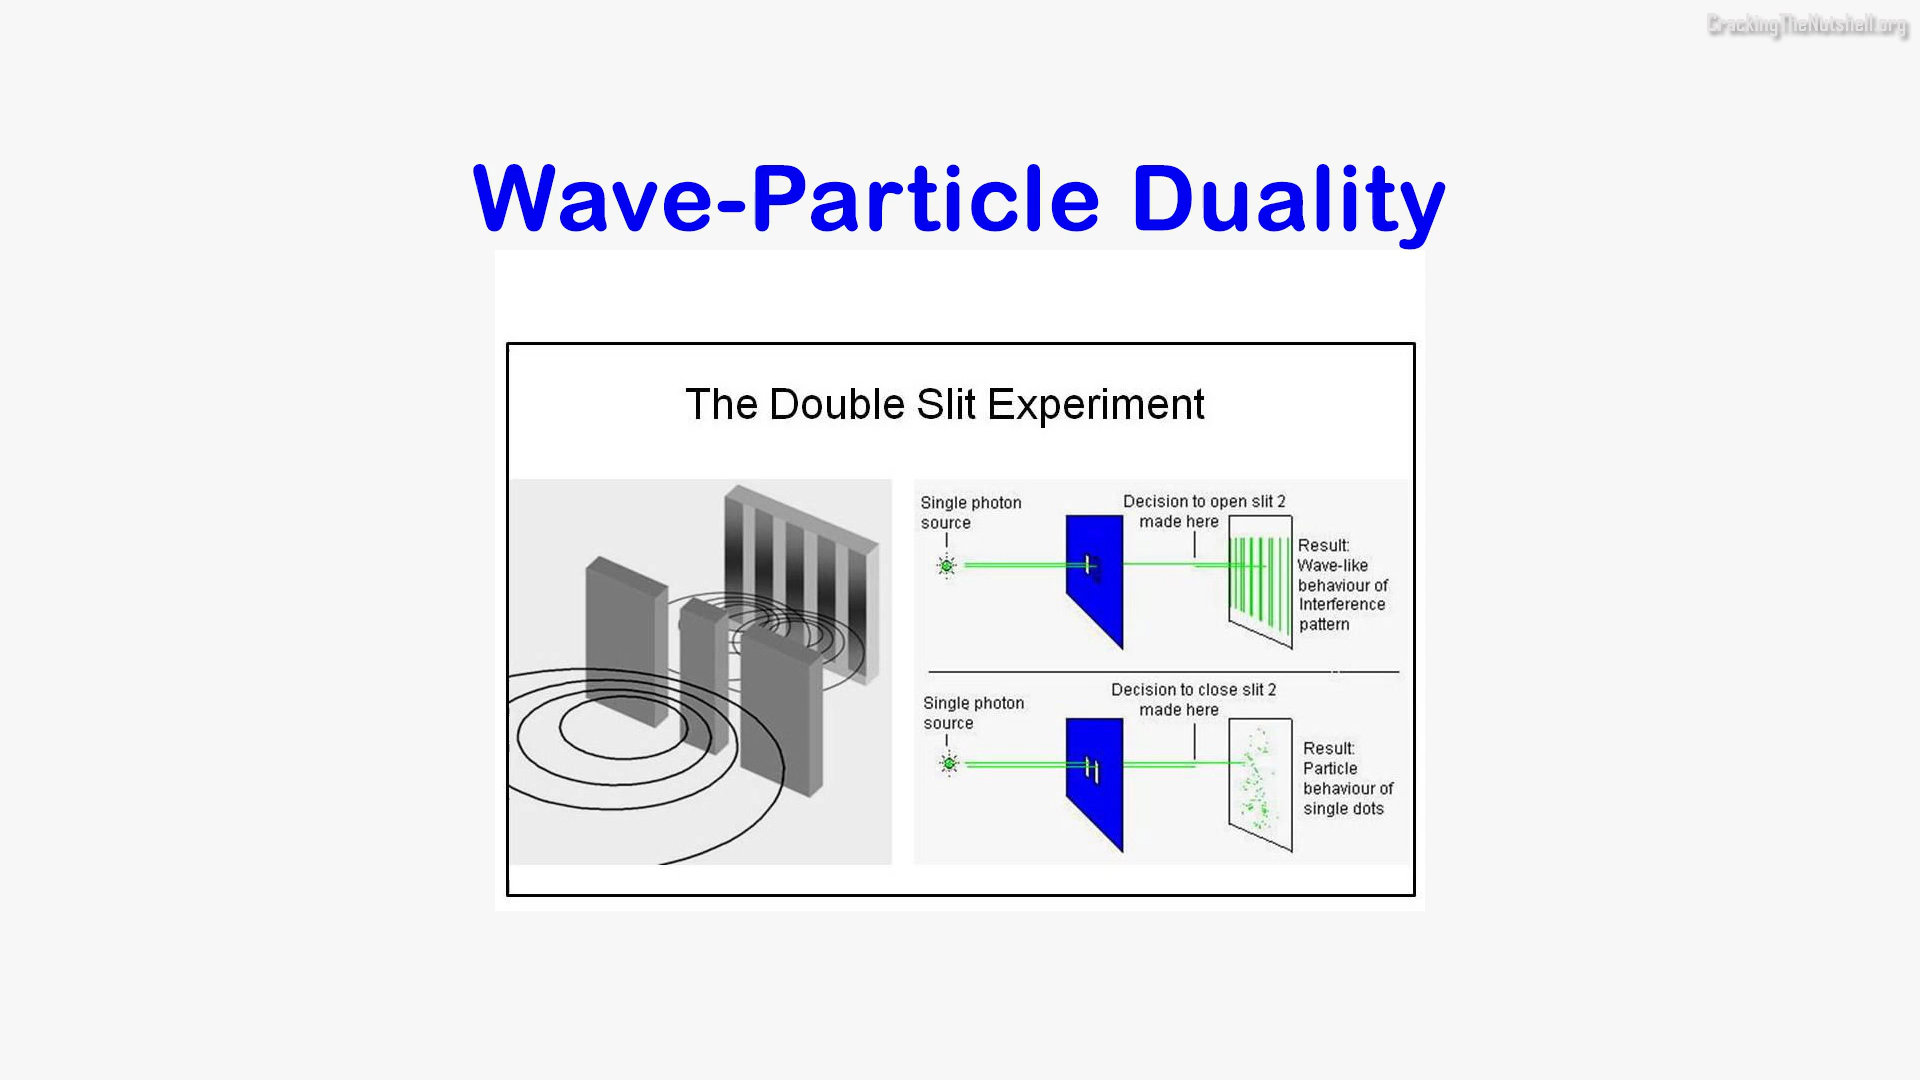 CrackingTheNutshell.org
Wave-Particle Duality
The Double Slit Experiment
Single photon
source
Decision to open slit 2
made here
Result:
Wave-like
behaviour of
Interference
pattern
Single photon
source
Decision to close slit 2
made here
Result:
Particle
behaviour of
single dots